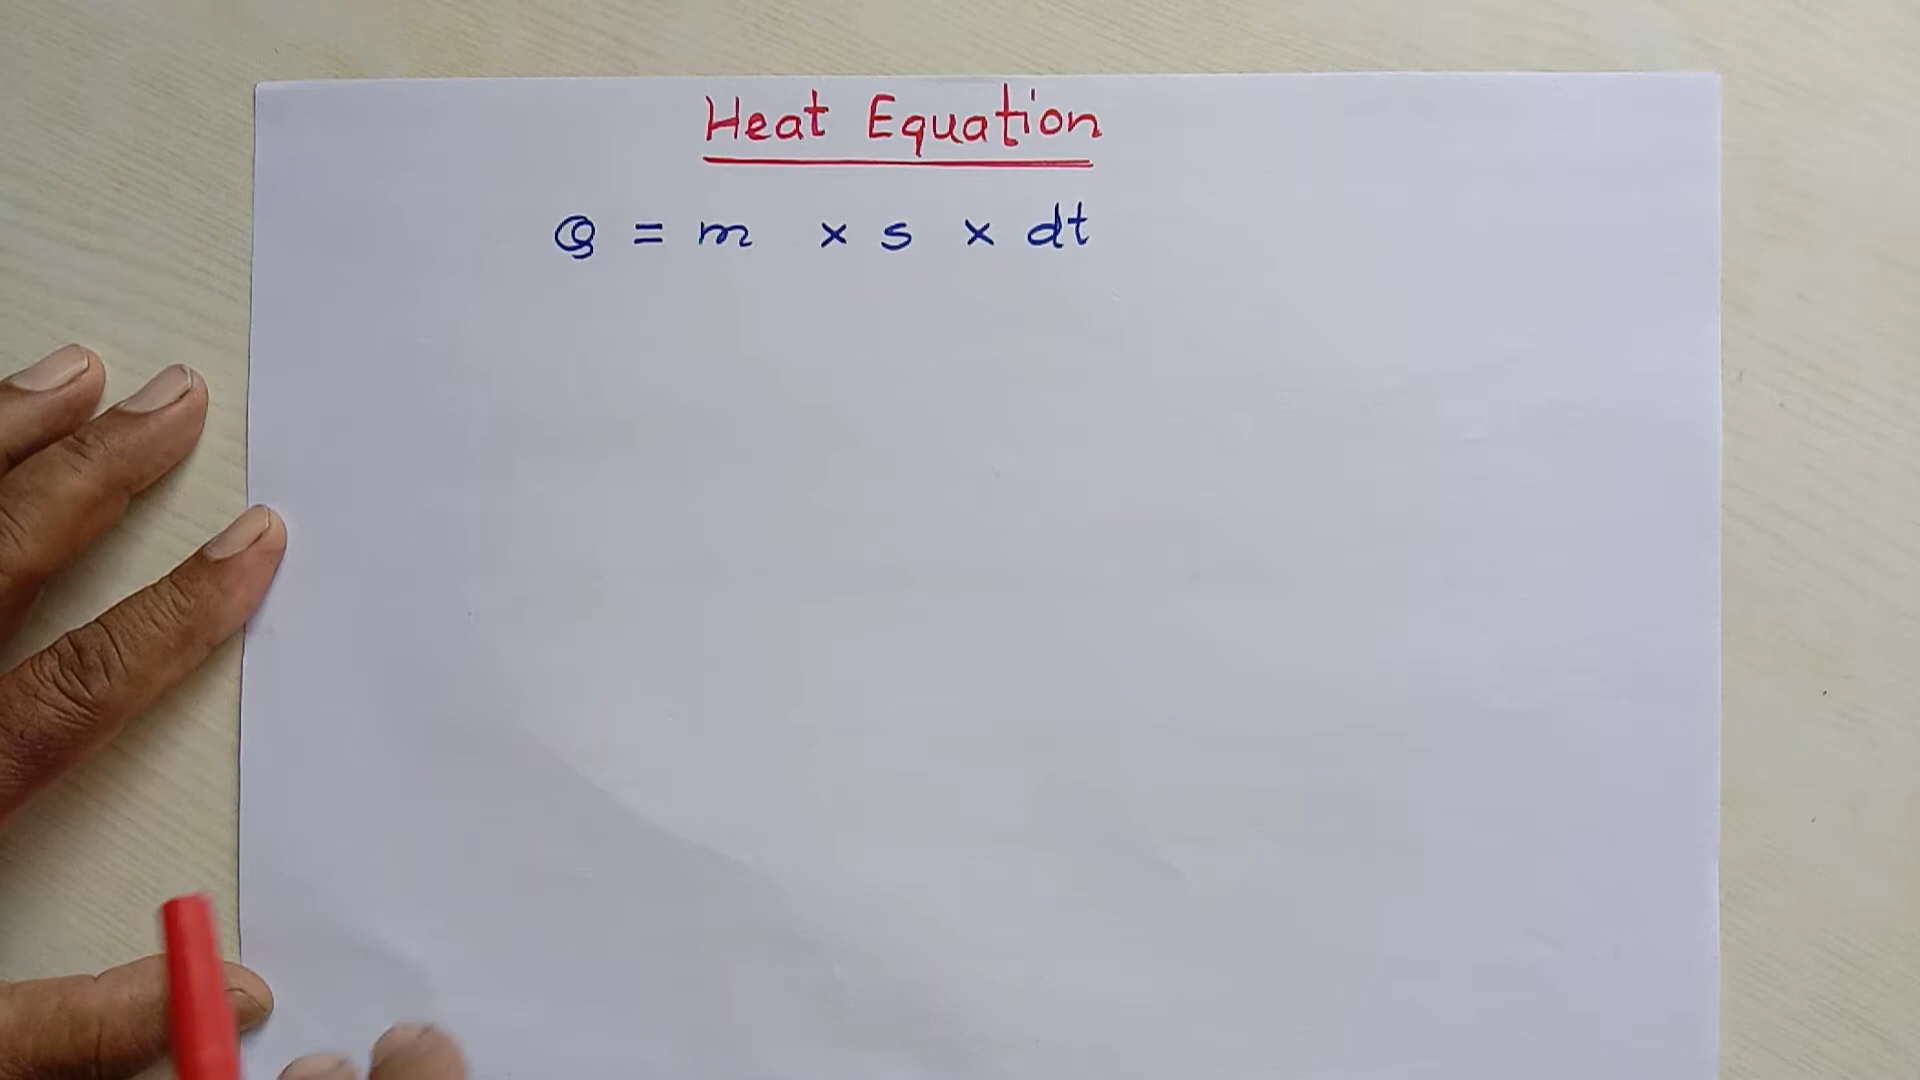 Heat Equation
Q = m × s × dt